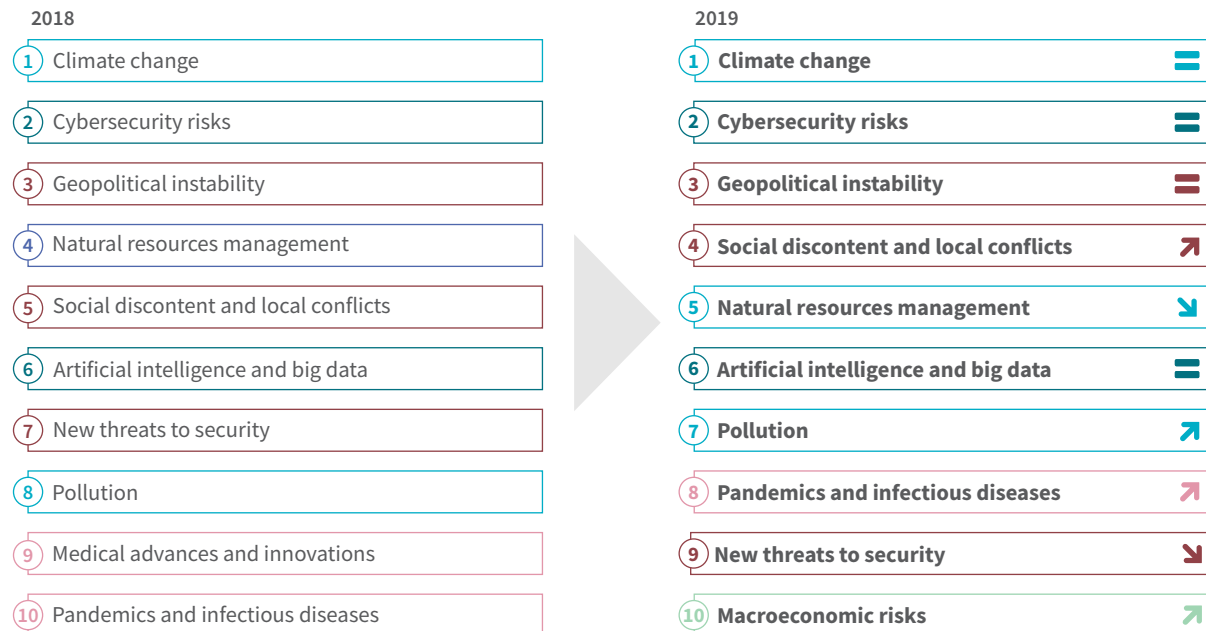 2018
1 Climate change
2 Cybersecurity risks
3 Geopolitical instability
4 Natural resources management
5 Social discontent and local conflicts
6 Artificial intelligence and big data
7 New threats to security
8 Pollution
9 Medical advances and innovations
10 Pandemics and infectious diseases
2019
1 Climate change
2 Cybersecurity risks
3 Geopolitical instability
4 Social discontent and local conflicts
5 Natural resources management
6 Artificial intelligence and big data
7 Pollution
8 Pandemics and infectious diseases
9 New threats to security
10 Macroeconomic risks